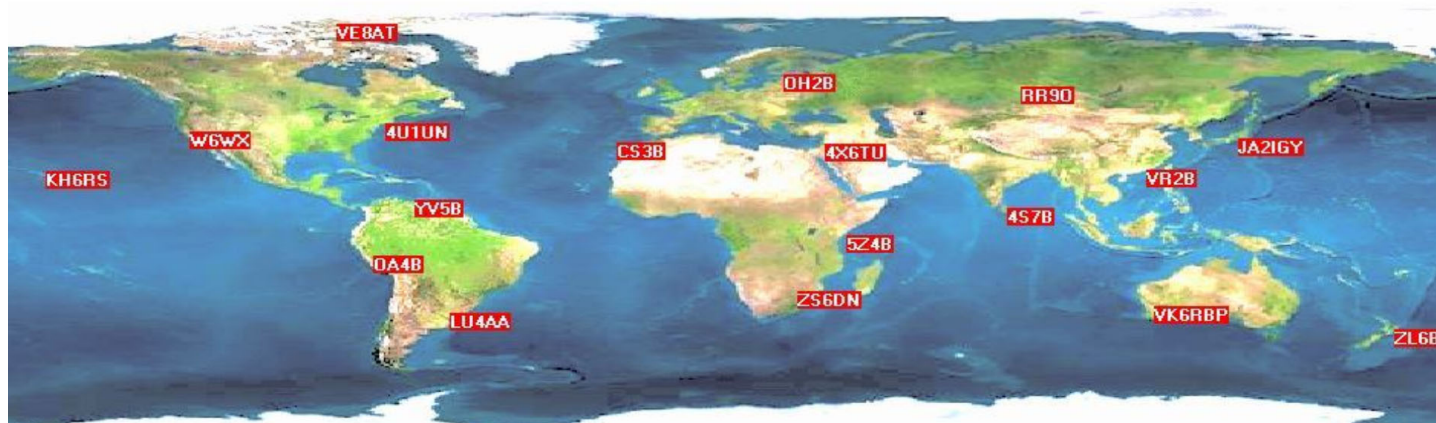 VE8AT
OH2B
RR9O
W6WX
4U1UN
JA2IGY
CS3B
4X6TU
KH6RS
VR2B
YV5B
4S7B
5Z4B
OA4B
ZS6DN
LU4AA
VK6RBP
ZL6B